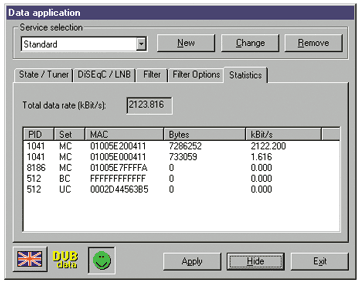 Data application
Service selection
Standard
New
Change
Remove
State / Tuner
DiSEqC / LNB
Filter
Filter Options
Statistics
Total data rate (kBit/s): 2123.816
PID Set MAC Bytes kBit/s
1041 MC 01005E200411 7286252 2122.200
1041 MC 01005E000411 733059 1.616
8186 MC 01005E7FFFFA 0 0.000
512 BC FFFFFFFFFFFF 0 0.000
512 UC 0002D44563B5 0 0.000
DVB
data
Apply
Hide
Exit